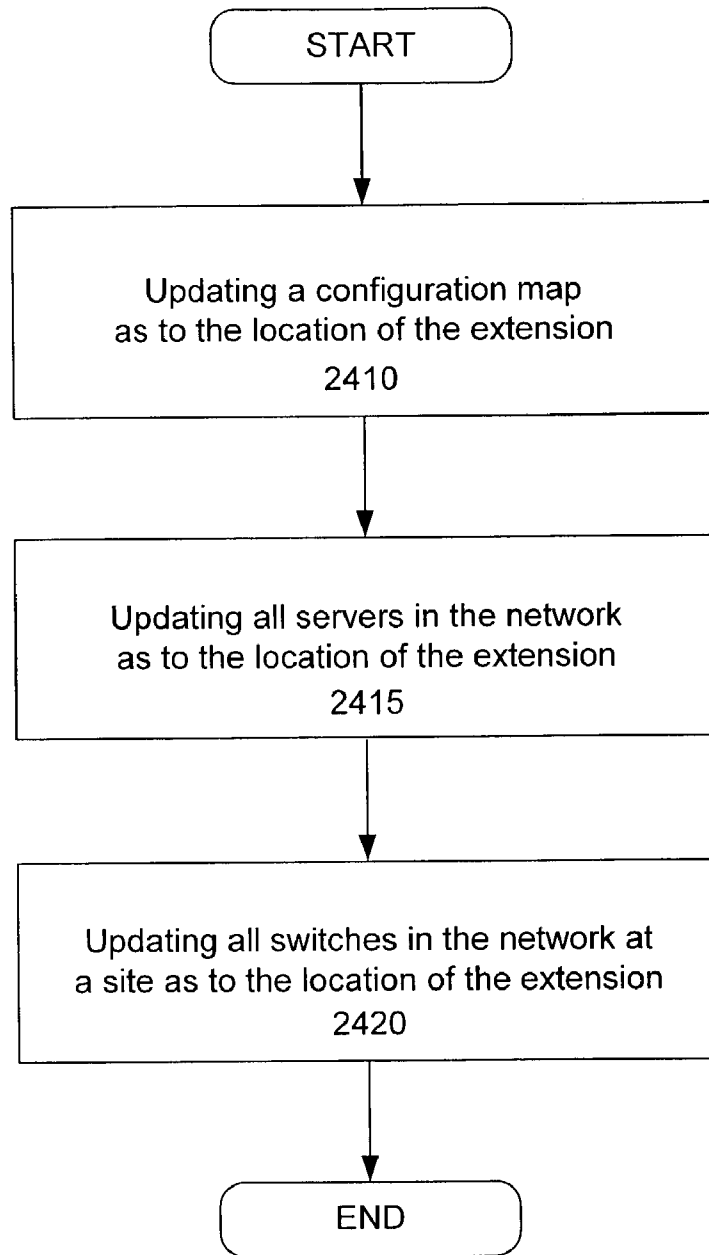 START
Updating a configuration map
as to the location of the extension
2410
Updating all servers in the network
as to the location of the extension
2415
Updating all switches in the network at
a site as to the location of the extension
2420
END